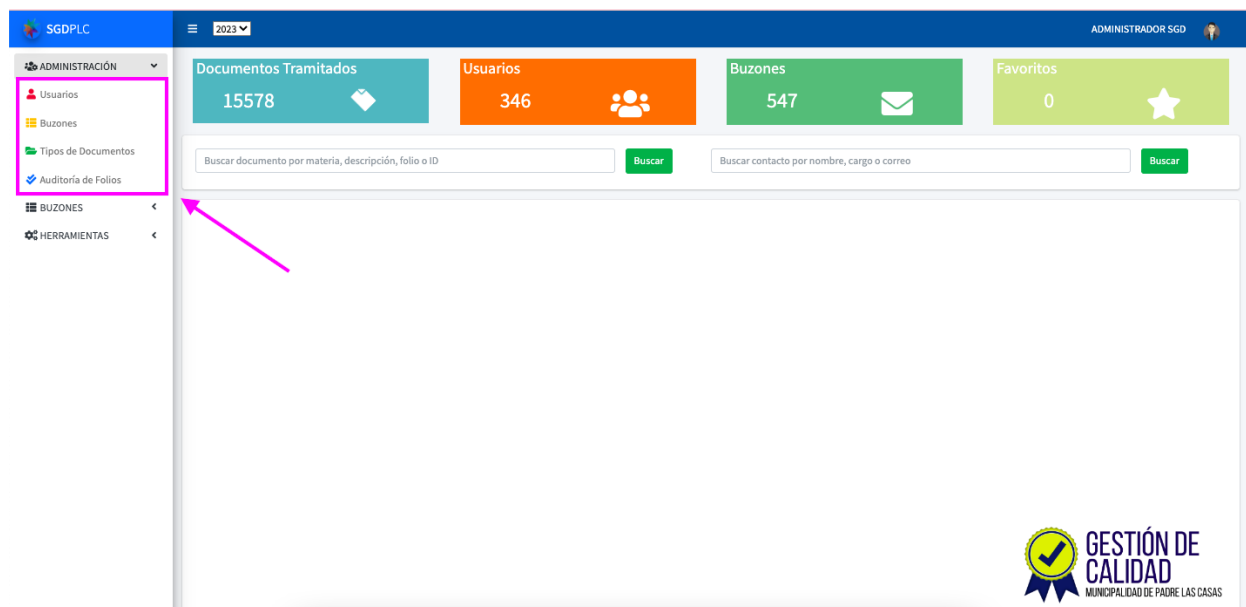 SGDPLC
2023
ADMINISTRADOR SGD
ADMINISTRACIÓN
Usuarios
Buzones
Tipos de Documentos
Auditoría de Folios
BUZONES
HERRAMIENTAS
Documentos Tramitados
15578
Usuarios
346
Buzones
547
Favoritos
0
Buscar documento por materia, descripción, folio o ID
Buscar
Buscar contacto por nombre, cargo o correo
Buscar
GESTIÓN DE
CALIDAD
MUNICIPALIDAD DE PADRE LAS CASAS